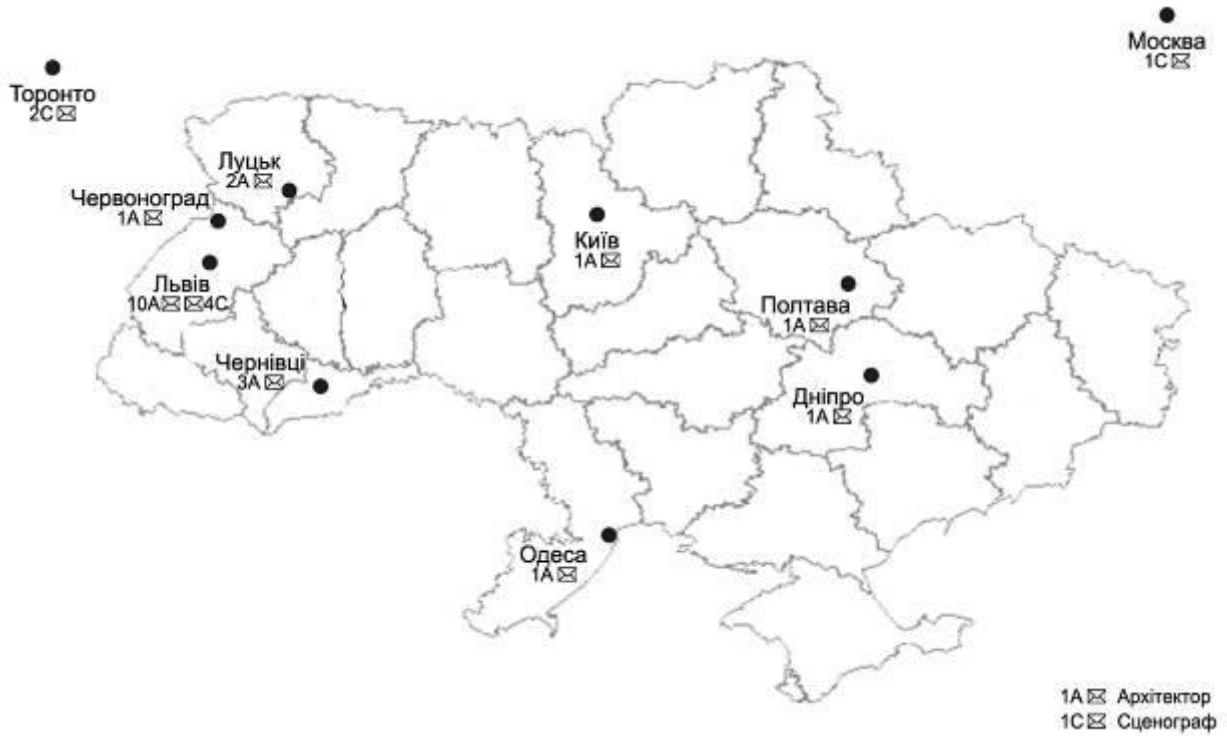 Москва
1С
Торонто
2С
Луцьк
2А
Червоноград
1А
Київ
1А
Львів
10А 4С
Полтава
1А
Чернівці
3А
Дніпро
1А
Одеса
1А
1А Архітектор
1С Сценограф